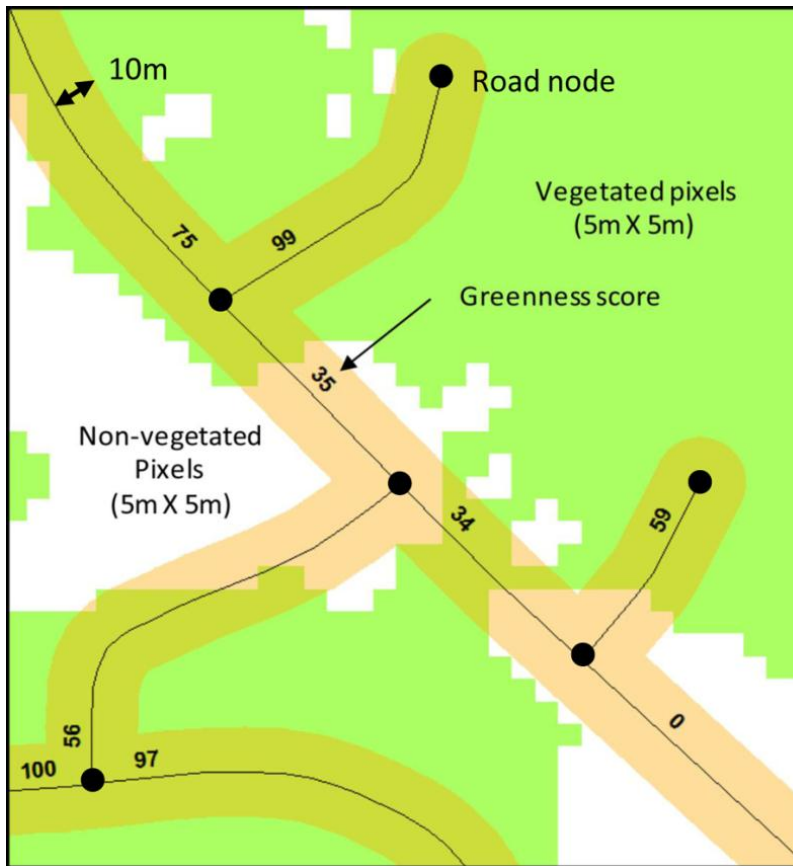 10m
Road node
Vegetated pixels
(5m X 5m)
75
99
Greenness score
35
Non-vegetated
Pixels
(5m X 5m)
34
59
56
0
100
97